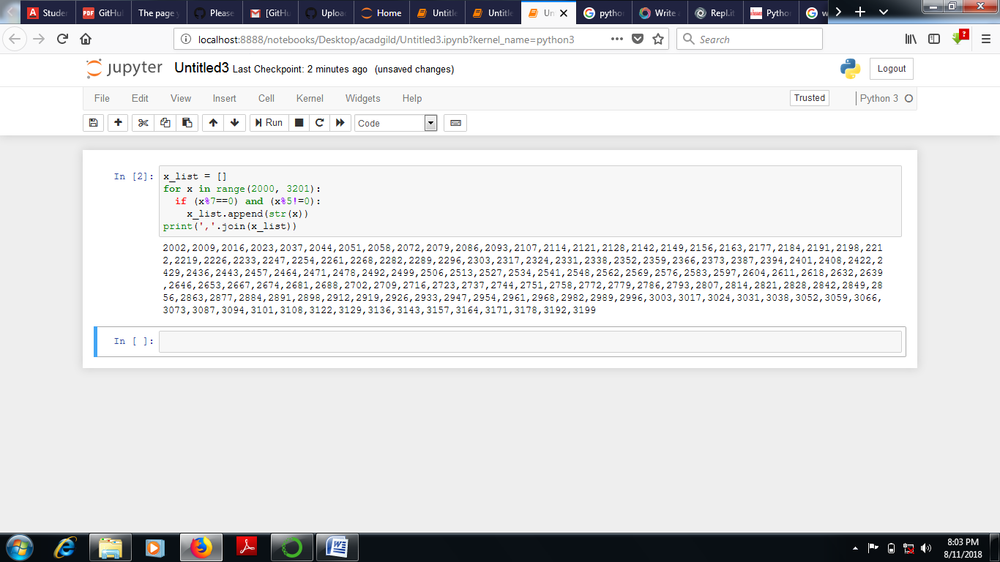 Studer
GitHub
The page y
Please
[GitHu
Uploa
Home
Untitle
Untitle
Un
python
Write a
Repl.it
Python
w
localhost:8888/notebooks/Desktop/acadgild/Untitled3.ipynb?kernel_name=python3
Search
jupyter Untitled3 Last Checkpoint: 2 minutes ago (unsaved changes)
Logout
File Edit View Insert Cell Kernel Widgets Help
Trusted
Python 3
Run
Code
In [2]:
x_list = []
for x in range(2000, 3201):
  if (x%7==0) and (x%5!=0):
    x_list.append(str(x))
print(','.join(x_list))
2002,2009,2016,2023,2037,2044,2051,2058,2072,2079,2086,2093,2107,2114,2121,2128,2142,2149,2156,2163,2177,2184,2191,2198,221
2,2219,2226,2233,2247,2254,2261,2268,2282,2289,2296,2303,2317,2324,2331,2338,2352,2359,2366,2373,2387,2394,2401,2408,2422,2
429,2436,2443,2457,2464,2471,2478,2492,2499,2506,2513,2527,2534,2541,2548,2562,2569,2576,2583,2597,2604,2611,2618,2632,2639
,2646,2653,2667,2674,2681,2688,2702,2709,2716,2723,2737,2744,2751,2758,2772,2779,2786,2793,2807,2814,2821,2828,2842,2849,28
56,2863,2877,2884,2891,2898,2912,2919,2926,2933,2947,2954,2961,2968,2982,2989,2996,3003,3017,3024,3031,3038,3052,3059,3066,
3073,3087,3094,3101,3108,3122,3129,3136,3143,3157,3164,3171,3178,3192,3199
In [ ]:
8:03 PM
8/11/2018